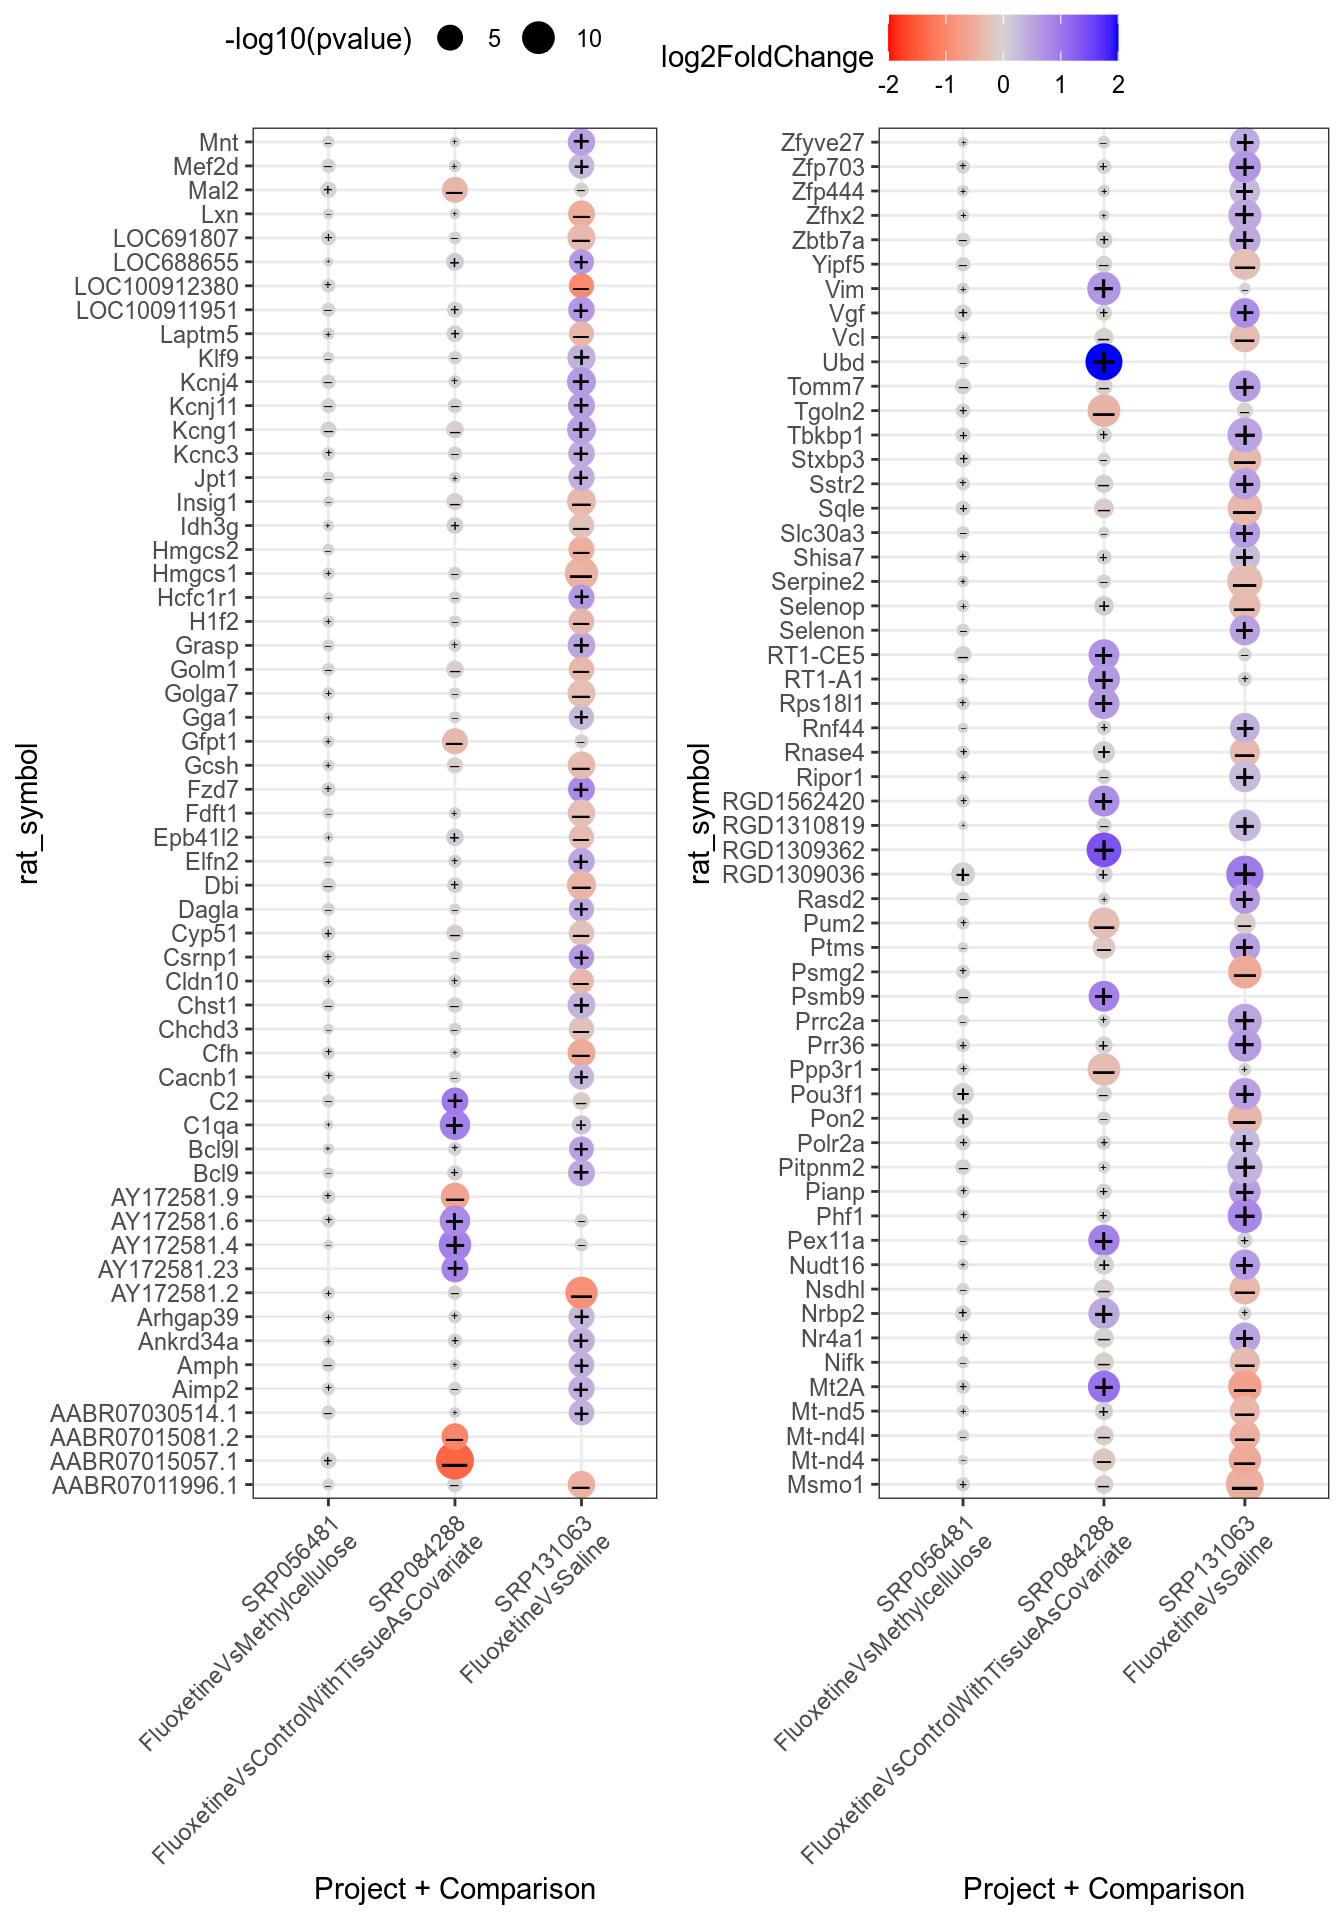 -log10(pvalue) 5 10
log2FoldChange
-2 -1 0 1 2
rat_symbol
Mnt
Mef2d
Mal2
Lxn
LOC691807
LOC688655
LOC100912380
LOC100911951
Laptm5
Klf9
Kcnj4
Kcnj11
Kcng1
Kcnc3
Jpt1
Insig1
Idh3g
Hmgcs2
Hmgcs1
Hcfc1r1
H1f2
Grasp
Golm1
Golga7
Gga1
Gfpt1
Gcsh
Fzd7
Fdft1
Epb41l2
Elfn2
Dbi
Dagla
Cyp51
Csrnp1
Cldn10
Chst1
Chchd3
Cfh
Cacnb1
C2
C1qa
Bcl9l
Bcl9
AY172581.9
AY172581.6
AY172581.4
AY172581.23
AY172581.2
Arhgap39
Ankrd34a
Amph
Aimp2
AABR07030514.1
AABR07015081.2
AABR07015057.1
AABR07011996.1
SRP056481
FluoxetineVsMethylcellulose
SRP084288
FluoxetineVsControlWithTissueAsCovariate
SRP131063
FluoxetineVsSaline
Project + Comparison
rat_symbol
Zfyve27
Zfp703
Zfp444
Zfhx2
Zbtb7a
Yipf5
Vim
Vgf
Vcl
Ubd
Tomm7
Tgoln2
Tbkbp1
Stxbp3
Sstr2
Sqle
Slc30a3
Shisa7
Serpine2
Selenop
Selenon
RT1-CE5
RT1-A1
Rps18l1
Rnf44
Rnase4
Ripor1
RGD1562420
RGD1310819
RGD1309362
RGD1309036
Rasd2
Pum2
Ptms
Psmg2
Psmb9
Prrc2a
Prr36
Ppp3r1
Pou3f1
Pon2
Polr2a
Pitpnm2
Pianp
Phf1
Pex11a
Nudt16
Nsdhl
Nrbp2
Nr4a1
Nifk
Mt2A
Mt-nd5
Mt-nd4l
Mt-nd4
Msmo1
SRP056481
FluoxetineVsMethylcellulose
SRP084288
FluoxetineVsControlWithTissueAsCovariate
SRP131063
FluoxetineVsSaline
Project + Comparison